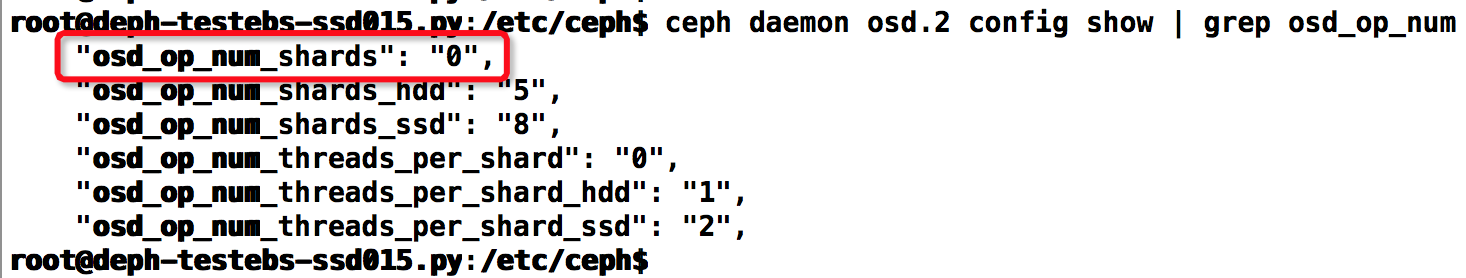 root@deph-testebs-ssd015.py:/etc/ceph$ ceph daemon osd.2 config show | grep osd_op_num
"osd_op_num_shards": "0",
"osd_op_num_shards_hdd": "5",
"osd_op_num_shards_ssd": "8",
"osd_op_num_threads_per_shard": "0",
"osd_op_num_threads_per_shard_hdd": "1",
"osd_op_num_threads_per_shard_ssd": "2",
root@deph-testebs-ssd015.py:/etc/ceph$